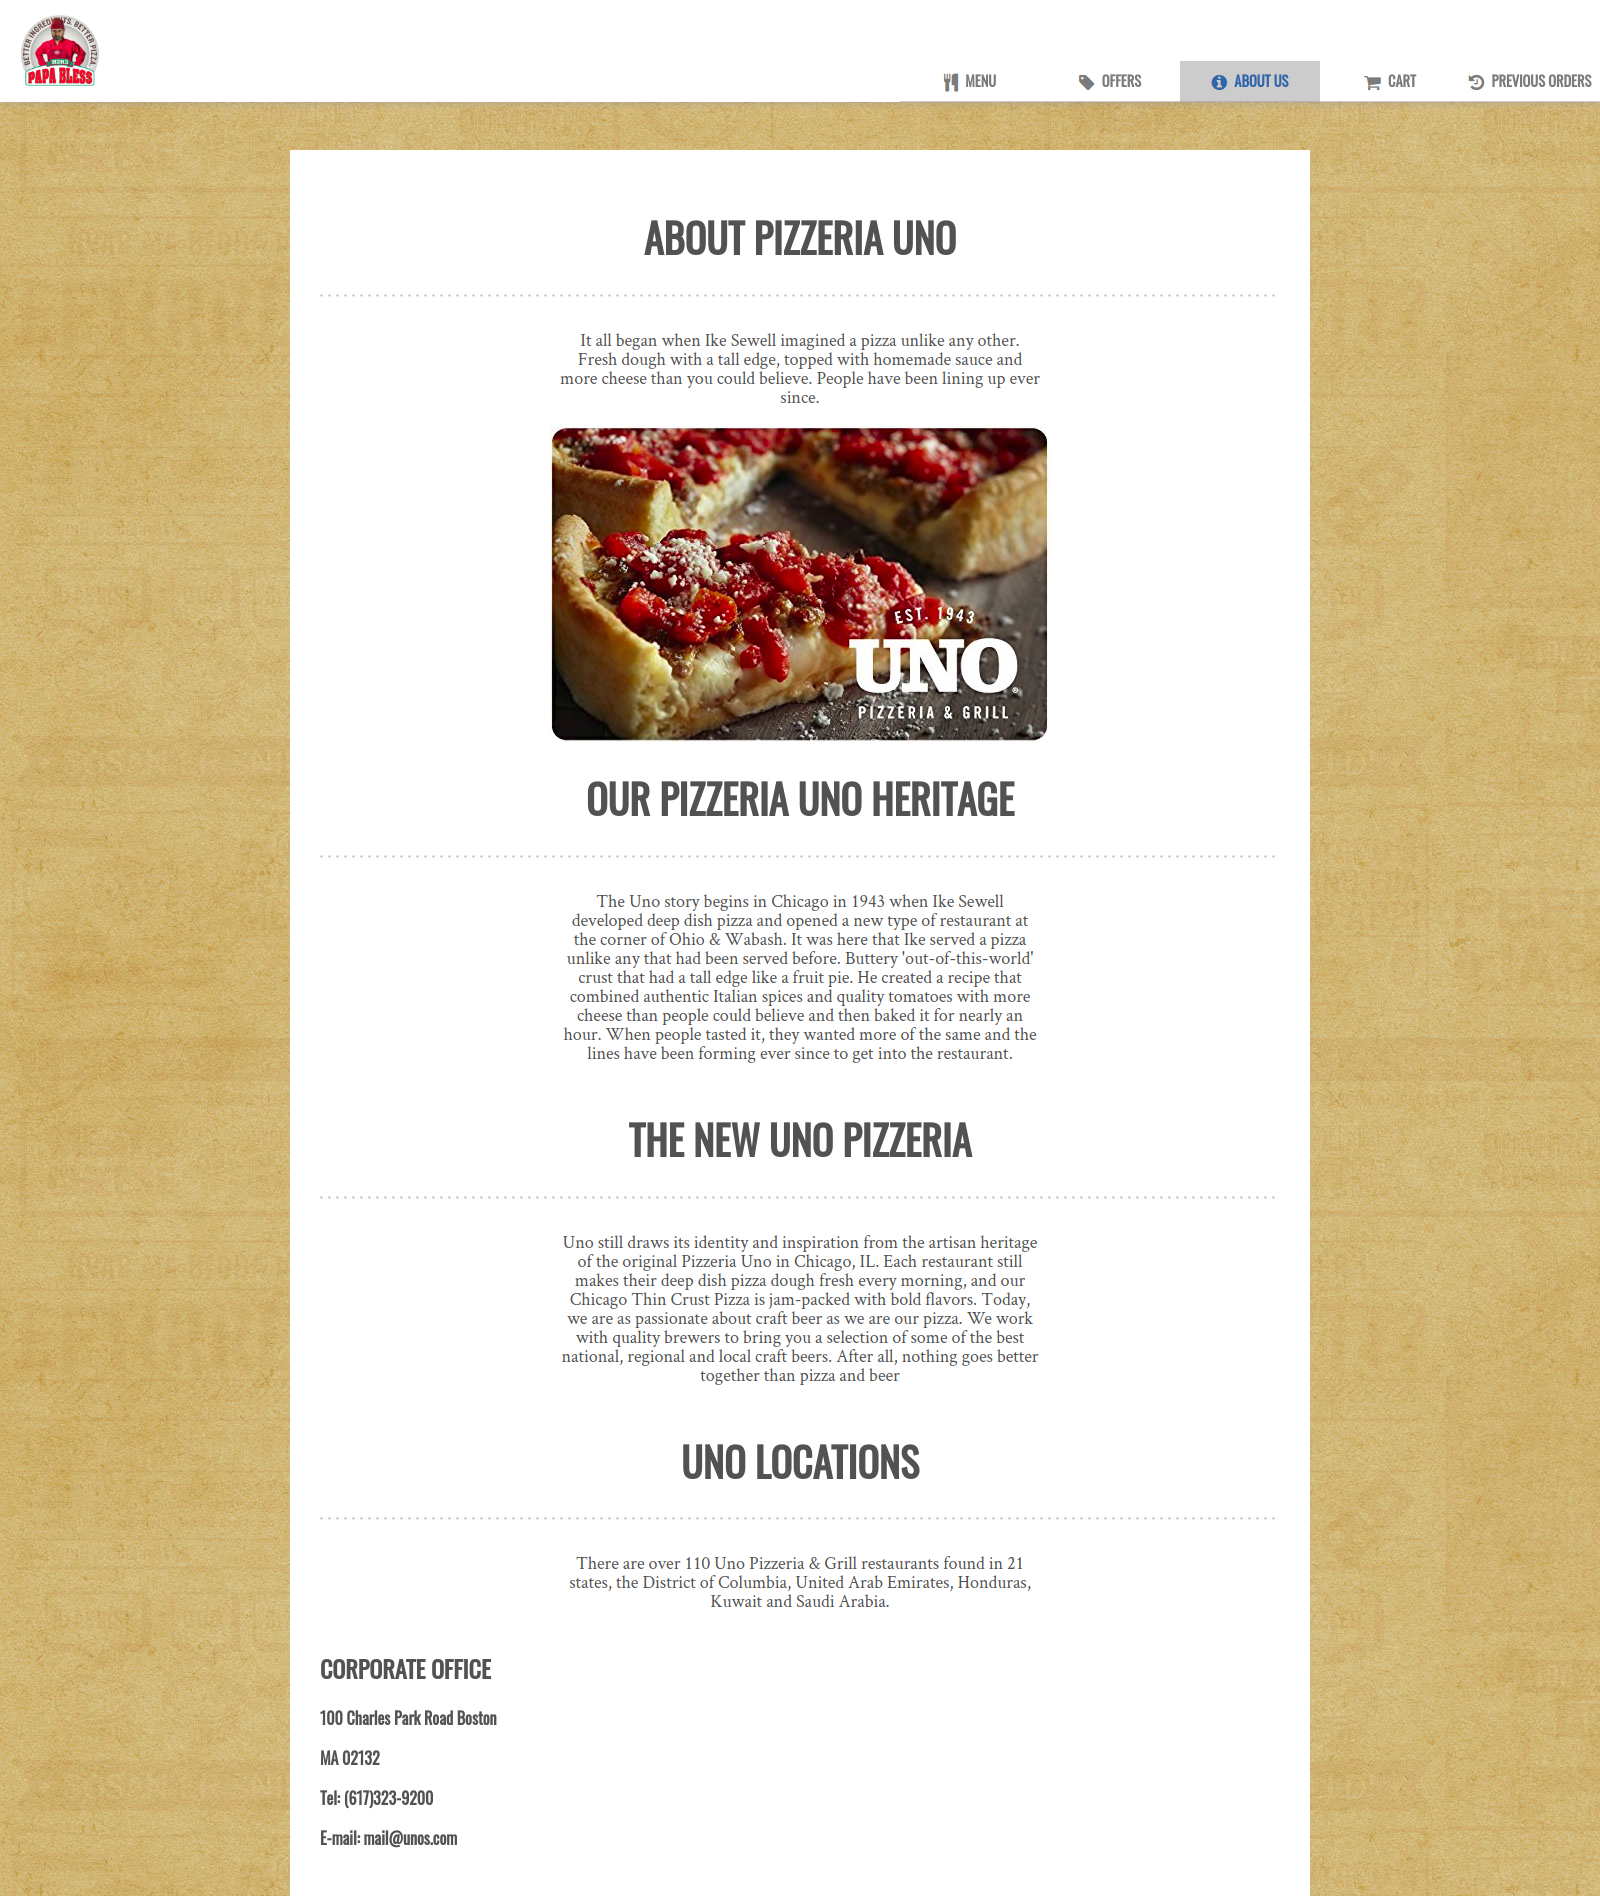 BETTER INGREDIENTS. BETTER PIZZA
PAPA BLESS
MENU
OFFERS
ABOUT US
CART
PREVIOUS ORDERS
ABOUT PIZZERIA UNO
It all began when Ike Sewell imagined a pizza unlike any other.
Fresh dough with a tall edge, topped with homemade sauce and
more cheese than you could believe. People have been lining up ever
since.
EST. 1943
UNO®
PIZZERIA & GRILL
OUR PIZZERIA UNO HERITAGE
The Uno story begins in Chicago in 1943 when Ike Sewell
developed deep dish pizza and opened a new type of restaurant at
the corner of Ohio & Wabash. It was here that Ike served a pizza
unlike any that had been served before. Buttery 'out-of-this-world'
crust that had a tall edge like a fruit pie. He created a recipe that
combined authentic Italian spices and quality tomatoes with more
cheese than people could believe and then baked it for nearly an
hour. When people tasted it, they wanted more of the same and the
lines have been forming ever since to get into the restaurant.
THE NEW UNO PIZZERIA
Uno still draws its identity and inspiration from the artisan heritage
of the original Pizzeria Uno in Chicago, IL. Each restaurant still
makes their deep dish pizza dough fresh every morning, and our
Chicago Thin Crust Pizza is jam-packed with bold flavors. Today,
we are as passionate about craft beer as we are our pizza. We work
with quality brewers to bring you a selection of some of the best
national, regional and local craft beers. After all, nothing goes better
together than pizza and beer
UNO LOCATIONS
There are over 110 Uno Pizzeria & Grill restaurants found in 21
states, the District of Columbia, United Arab Emirates, Honduras,
Kuwait and Saudi Arabia.
CORPORATE OFFICE
100 Charles Park Road Boston
MA 02132
Tel: (617)323-9200
E-mail: mail@unos.com